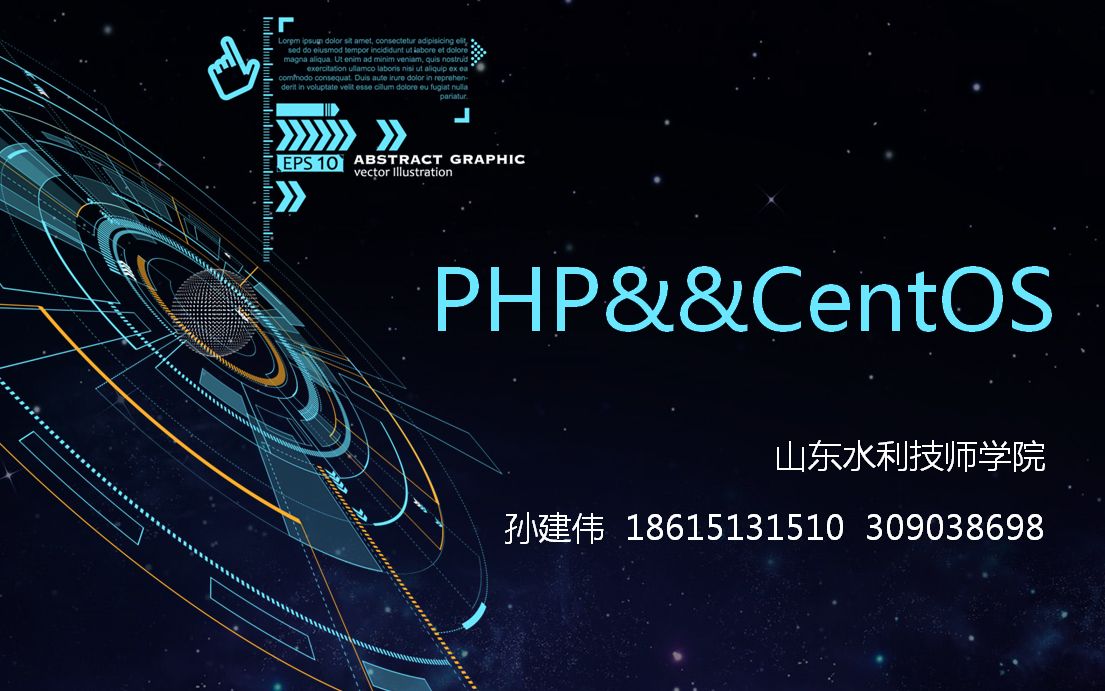 Lorem ipsum dolor sit amet, consectetur adipisicing elit,
sed do eiusmod tempor incididunt ut labore et dolore
magna aliqua. Ut enim ad minim veniam, quis nostrud
exercitation ullamco laboris nisi ut aliquip ex ea
commodo consequat. Duis aute irure dolor in reprehen-
derit in voluptate velit esse cillum dolore eu fugiat nulla
pariatur.
EPS 10
ABSTRACT GRAPHIC
vector Illustration
PHP&&CentOS
山东水利技师学院
孙建伟 18615131510 309038698